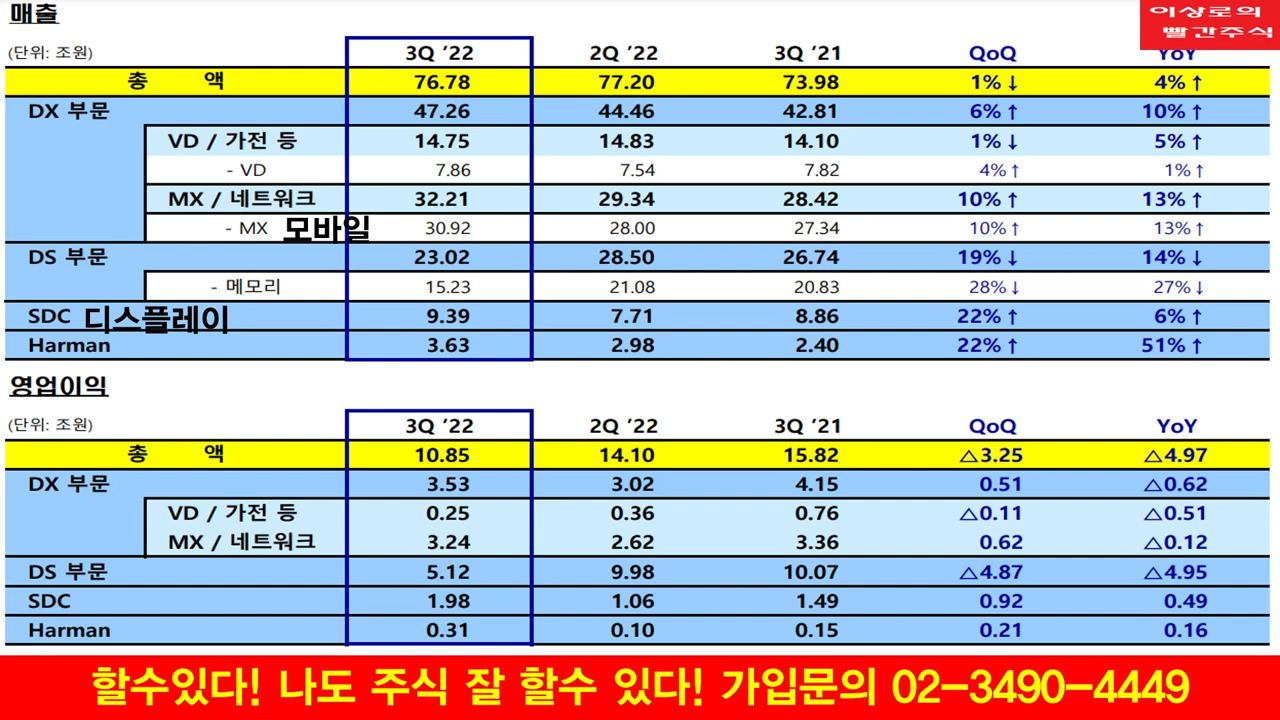 매출
이상로의
빨간주식
(단위: 조원) 3Q ’22 2Q ’22 3Q ’21 QoQ YoY
총 액 76.78 77.20 73.98 1%↓ 4%↑
DX 부문 47.26 44.46 42.81 6%↑ 10%↑
VD / 가전 등 14.75 14.83 14.10 1%↓ 5%↑
- VD 7.86 7.54 7.82 4%↑ 1%↑
MX / 네트워크 32.21 29.34 28.42 10%↑ 13%↑
- MX 모바일 30.92 28.00 27.34 10%↑ 13%↑
DS 부문 23.02 28.50 26.74 19%↓ 14%↓
- 메모리 15.23 21.08 20.83 28%↓ 27%↓
SDC 디스플레이 9.39 7.71 8.86 22%↑ 6%↑
Harman 3.63 2.98 2.40 22%↑ 51%↑
영업이익
(단위: 조원) 3Q ’22 2Q ’22 3Q ’21 QoQ YoY
총 액 10.85 14.10 15.82 △3.25 △4.97
DX 부문 3.53 3.02 4.15 0.51 △0.62
VD / 가전 등 0.25 0.36 0.76 △0.11 △0.51
MX / 네트워크 3.24 2.62 3.36 0.62 △0.12
DS 부문 5.12 9.98 10.07 △4.87 △4.95
SDC 1.98 1.06 1.49 0.92 0.49
Harman 0.31 0.10 0.15 0.21 0.16
할수있다! 나도 주식 잘 할수 있다! 가입문의 02-3490-4449